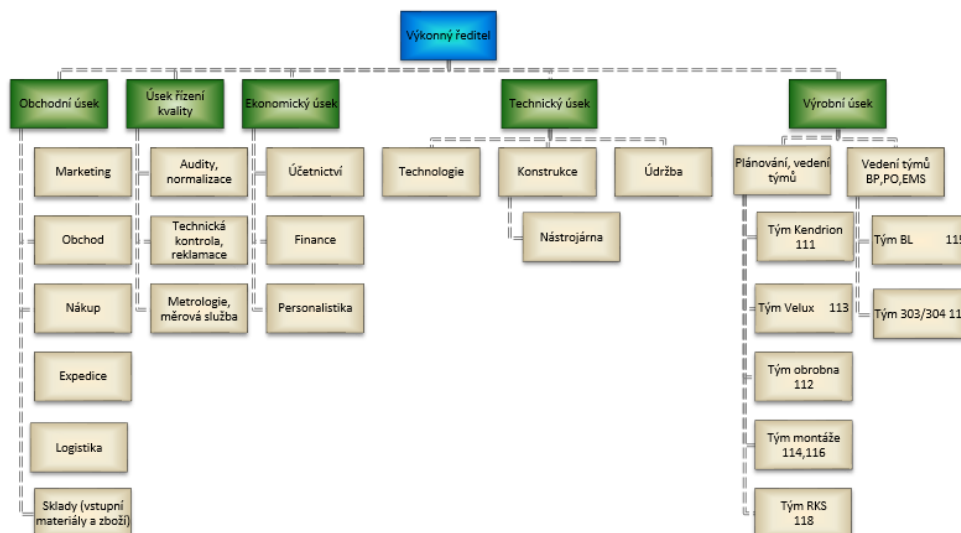 Výkonný ředitel
Obchodní úsek
Úsek řízení
kvality
Ekonomický úsek
Technický úsek
Výrobní úsek
Marketing
Obchod
Nákup
Expedice
Logistika
Sklady (vstupní
materiály a zboží)
Audity,
normalizace
Technická
kontrola,
reklamace
Metrologie,
měrová služba
Účetnictví
Finance
Personalistika
Technologie
Konstrukce
Nástrojárna
Údržba
Plánování, vedení
týmů
Tým Kendrion
111
Tým Velux 113
Tým obrobna
112
Tým montáže
114,116
Tým RKS
118
Vedení týmů
BP,PO,EMS
Tým BL
Tým 303/304